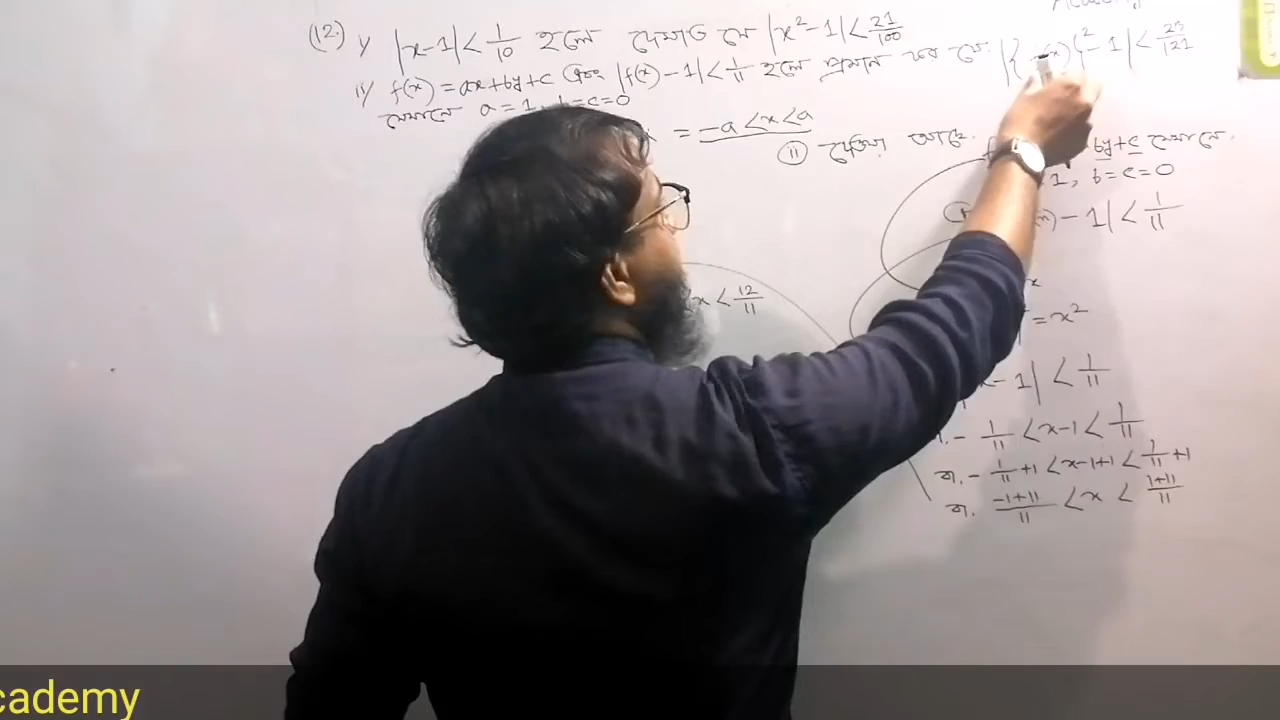 (12.) i) |x-1| < 1/10 হলে দেখাও যে |x²-1| < 21/100
ii) f(x) = ax+by+c এবং |f(x)-1| < 1/11 হলে প্রমাণ কর যে, |{f(x)}²-1| < 23/121
যেখানে a = 1, b=c=0
= -a<x<a
(ii) দেওয়া আছে,
by+c যেখানে,
1, b=c=0
-1| < 1/11
x < 12/11
x
= x²
x-1| < 1/11
বা, -1/11 < x-1 < 1/11
বা, -1/11+1 < x-1+1 < 1/11+1
বা, (-1+11)/11 < x < (1+11)/11
cademy